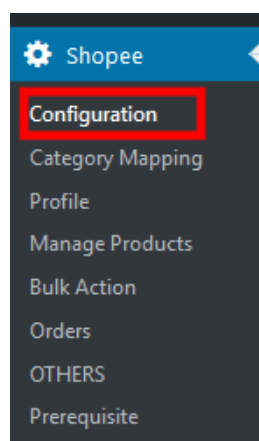 Shopee
Configuration
Category Mapping
Profile
Manage Products
Bulk Action
Orders
OTHERS
Prerequisite